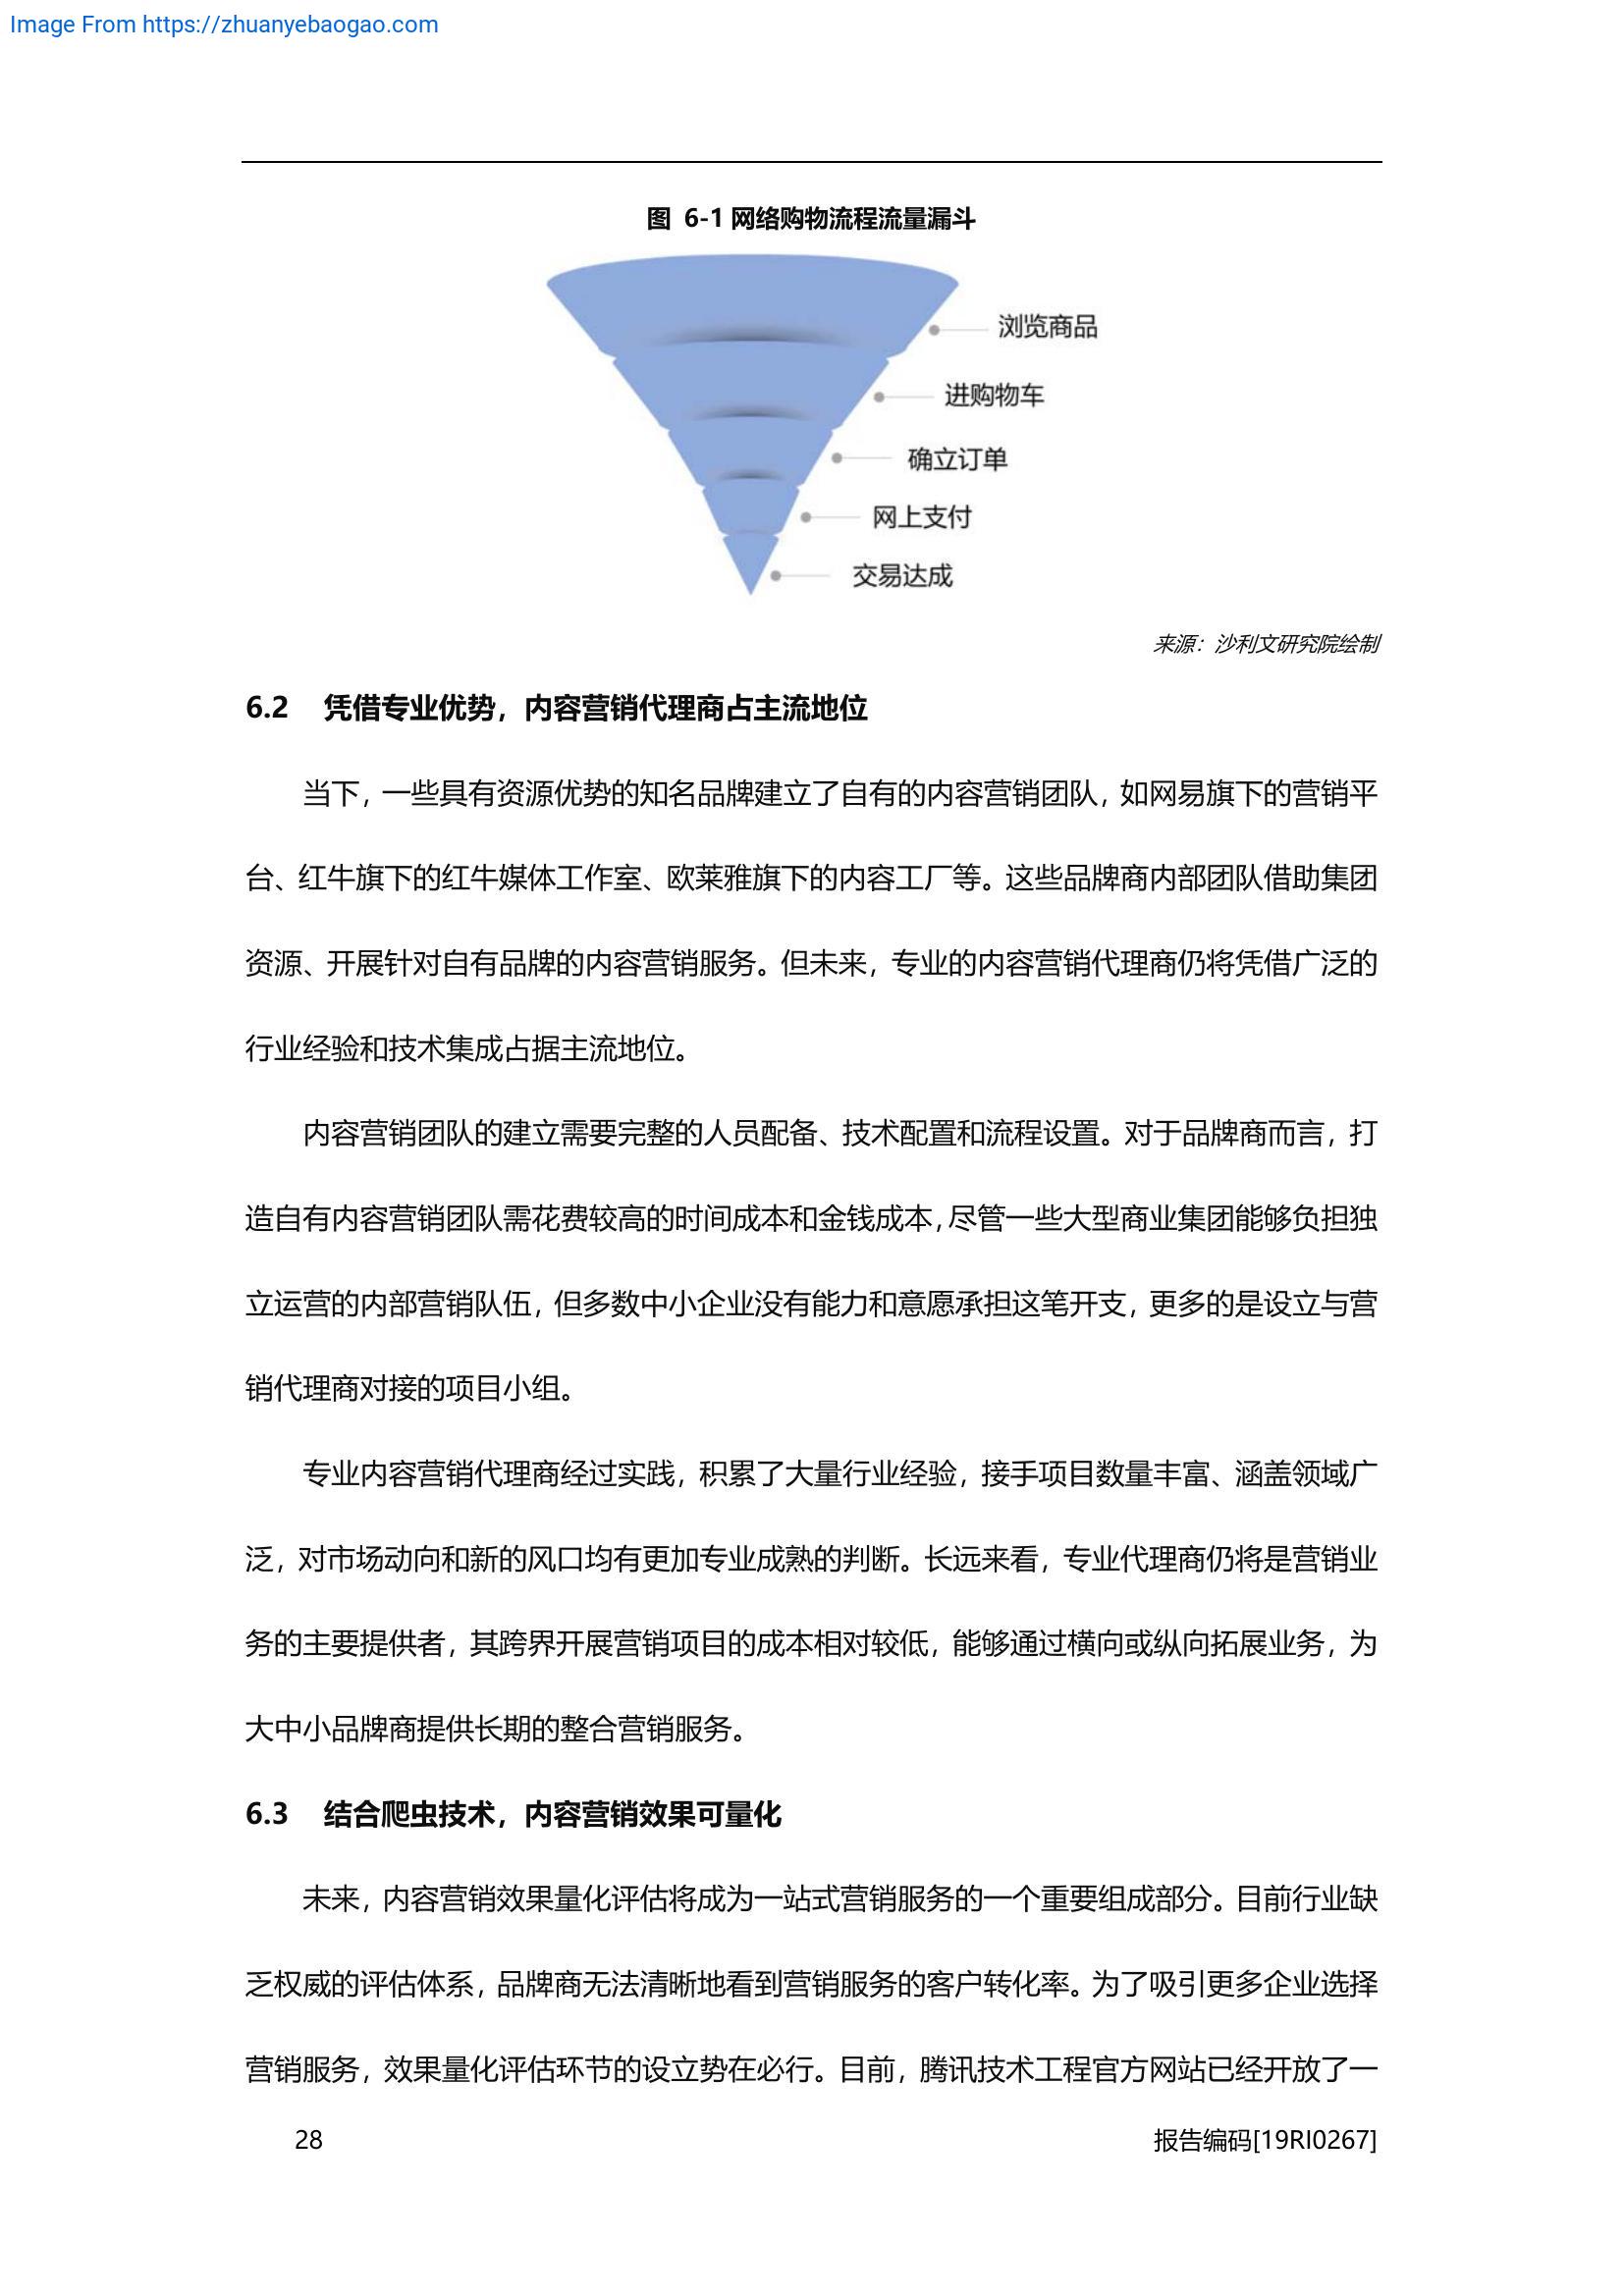 Image From https://zhuanyebaogao.com
图 6-1 网络购物流程流量漏斗
浏览商品
进购物车
确立订单
网上支付
交易达成
来源：沙利文研究院绘制
6.2 凭借专业优势，内容营销代理商占主流地位
当下，一些具有资源优势的知名品牌建立了自有的内容营销团队，如网易旗下的营销平
台、红牛旗下的红牛媒体工作室、欧莱雅旗下的内容工厂等。这些品牌商内部团队借助集团
资源、开展针对自有品牌的内容营销服务。但未来，专业的内容营销代理商仍将凭借广泛的
行业经验和技术集成占据主流地位。
内容营销团队的建立需要完整的人员配备、技术配置和流程设置。对于品牌商而言，打
造自有内容营销团队需花费较高的时间成本和金钱成本，尽管一些大型商业集团能够负担独
立运营的内部营销队伍，但多数中小企业没有能力和意愿承担这笔开支，更多的是设立与营
销代理商对接的项目小组。
专业内容营销代理商经过实践，积累了大量行业经验，接手项目数量丰富、涵盖领域广
泛，对市场动向和新的风口均有更加专业成熟的判断。长远来看，专业代理商仍将是营销业
务的主要提供者，其跨界开展营销项目的成本相对较低，能够通过横向或纵向拓展业务，为
大中小品牌商提供长期的整合营销服务。
6.3 结合爬虫技术，内容营销效果可量化
未来，内容营销效果量化评估将成为一站式营销服务的一个重要组成部分。目前行业缺
乏权威的评估体系，品牌商无法清晰地看到营销服务的客户转化率。为了吸引更多企业选择
营销服务，效果量化评估环节的设立势在必行。目前，腾讯技术工程官方网站已经开放了一
28 报告编码[19RI0267]